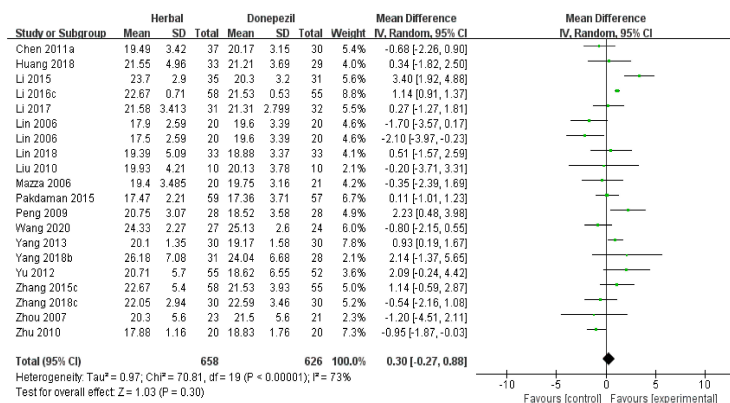 Herbal Donepezil Mean Difference Mean Difference
Study or Subgroup Mean SD Total Mean SD Total Weight IV, Random, 95% CI IV, Random, 95% CI
Chen 2011a 19.49 3.42 37 20.17 3.15 30 5.4% -0.68 [-2.26, 0.90]
Huang 2018 21.55 4.96 33 21.21 3.69 29 4.2% 0.34 [-1.82, 2.50]
Li 2015 23.7 2.9 35 20.3 3.2 31 5.6% 3.40 [1.92, 4.88]
Li 2016c 22.67 0.71 58 21.53 0.53 55 8.2% 1.14 [0.91, 1.37]
Li 2017 21.58 3.413 31 21.31 2.799 32 5.5% 0.27 [-1.27, 1.81]
Lin 2006 17.9 2.59 20 19.6 3.39 20 4.8% -1.70 [-3.57, 0.17]
Lin 2006 17.5 2.59 20 19.6 3.39 20 4.8% -2.10 [-3.97, -0.23]
Lin 2018 19.39 5.09 33 18.88 3.37 33 4.3% 0.51 [-1.57, 2.59]
Liu 2010 19.93 4.21 10 20.13 3.78 10 2.4% -0.20 [-3.71, 3.31]
Mazza 2006 19.4 3.485 20 19.75 3.16 21 4.4% -0.35 [-2.39, 1.69]
Pakdaman 2015 17.47 2.21 59 17.36 3.71 57 6.6% 0.11 [-1.01, 1.23]
Peng 2009 20.75 3.07 28 18.52 3.58 28 5.0% 2.23 [0.48, 3.98]
Wang 2020 24.33 2.27 27 25.13 2.6 24 5.9% -0.80 [-2.15, 0.55]
Yang 2013 20.1 1.35 30 19.17 1.58 30 7.5% 0.93 [0.19, 1.67]
Yang 2018b 26.18 7.08 31 24.04 6.68 28 2.4% 2.14 [-1.37, 5.65]
Yu 2012 20.71 5.7 55 18.62 6.55 52 3.9% 2.09 [-0.24, 4.42]
Zhang 2015c 22.67 5.4 58 21.53 3.93 55 5.1% 1.14 [-0.59, 2.87]
Zhang 2018c 22.05 2.94 30 22.59 3.46 30 5.3% -0.54 [-2.16, 1.08]
Zhou 2007 20.3 5.6 23 21.5 5.6 21 2.6% -1.20 [-4.51, 2.11]
Zhu 2010 17.88 1.16 20 18.83 1.76 20 7.1% -0.95 [-1.87, -0.03]
Total (95% CI) 658 626 100.0% 0.30 [-0.27, 0.88]
Heterogeneity: Tau² = 0.97; Chi² = 70.81, df = 19 (P < 0.00001); I² = 73%
Test for overall effect: Z = 1.03 (P = 0.30)
-10 -5 0 5 10
Favours [control] Favours [experimental]